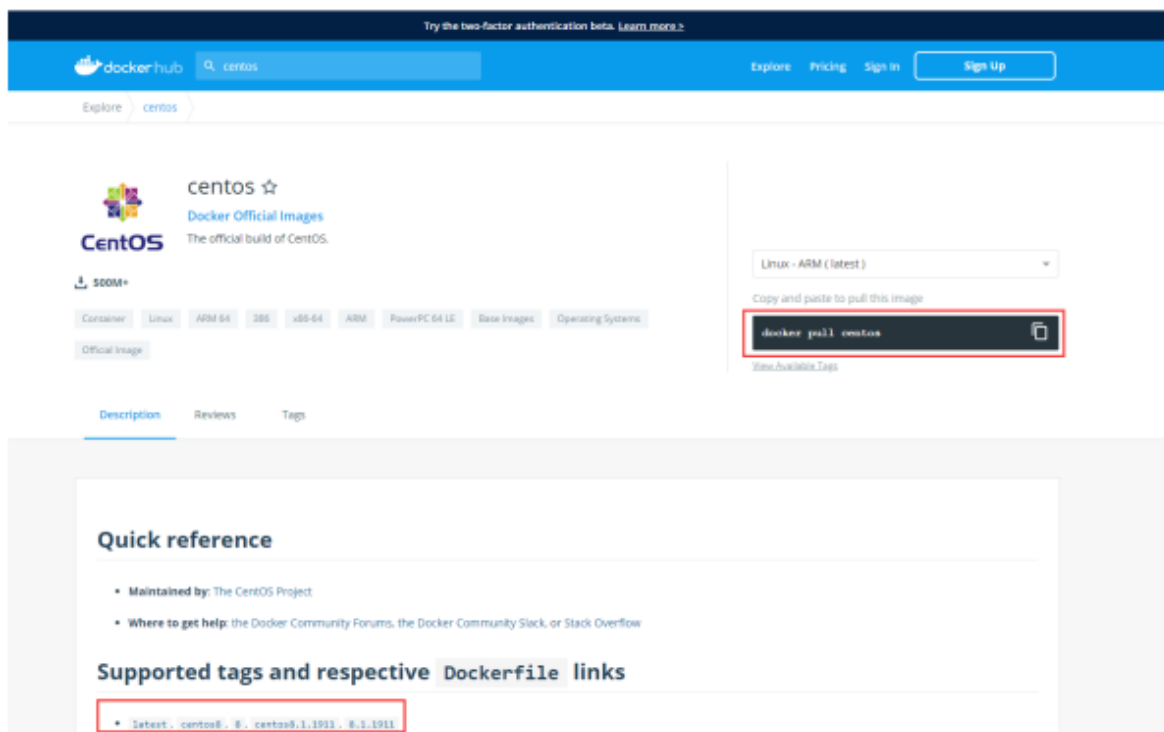 Try the two-factor authentication beta. Learn more >
dockerhub centos Explore Pricing Sign In Sign Up
Explore centos
centos
Docker Official Images
The official build of CentOS.
CentOS
500M+
Container Linux ARM 64 386 x86-64 ARM PowerPC 64 LE Base Images Operating Systems
Official Image
Linux - ARM ( latest )
Copy and paste to pull this image
docker pull centos
View Available Tags
Description Reviews Tags
Quick reference
• Maintained by: The CentOS Project
• Where to get help: the Docker Community Forums, the Docker Community Slack, or Stack Overflow
Supported tags and respective Dockerfile links
• latest, centos8, 8, centos8.1.1911, 8.1.1911